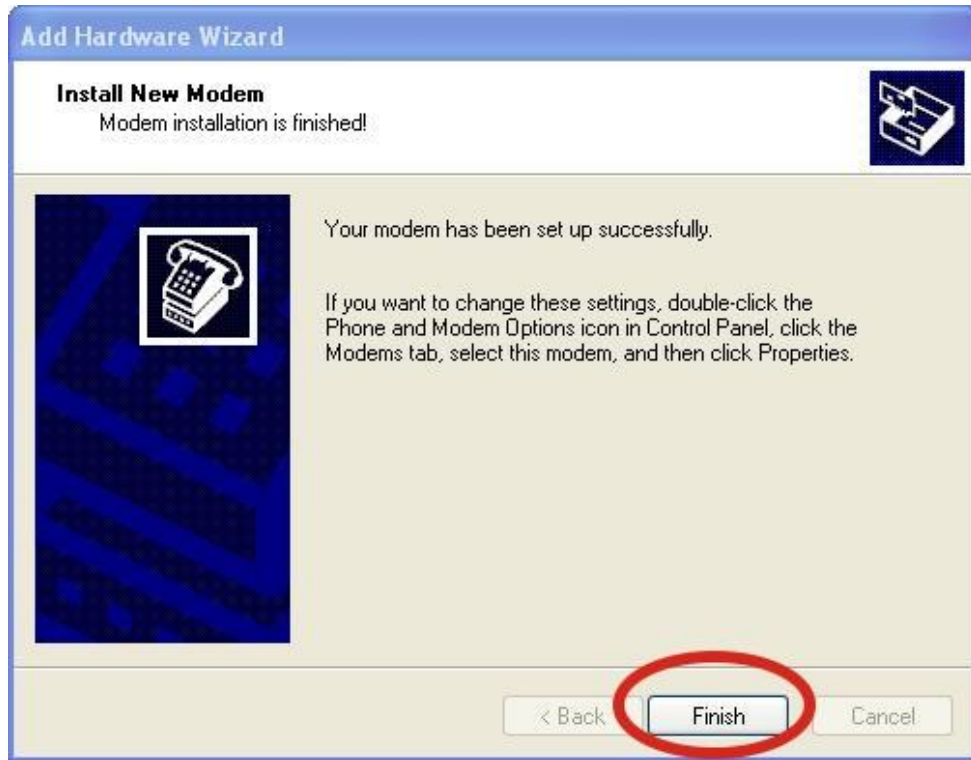 Add Hardware Wizard
Install New Modem
Modem installation is finished!
Your modem has been set up successfully.
If you want to change these settings, double-click the
Phone and Modem Options icon in Control Panel, click the
Modems tab, select this modem, and then click Properties.
< Back
Finish
Cancel